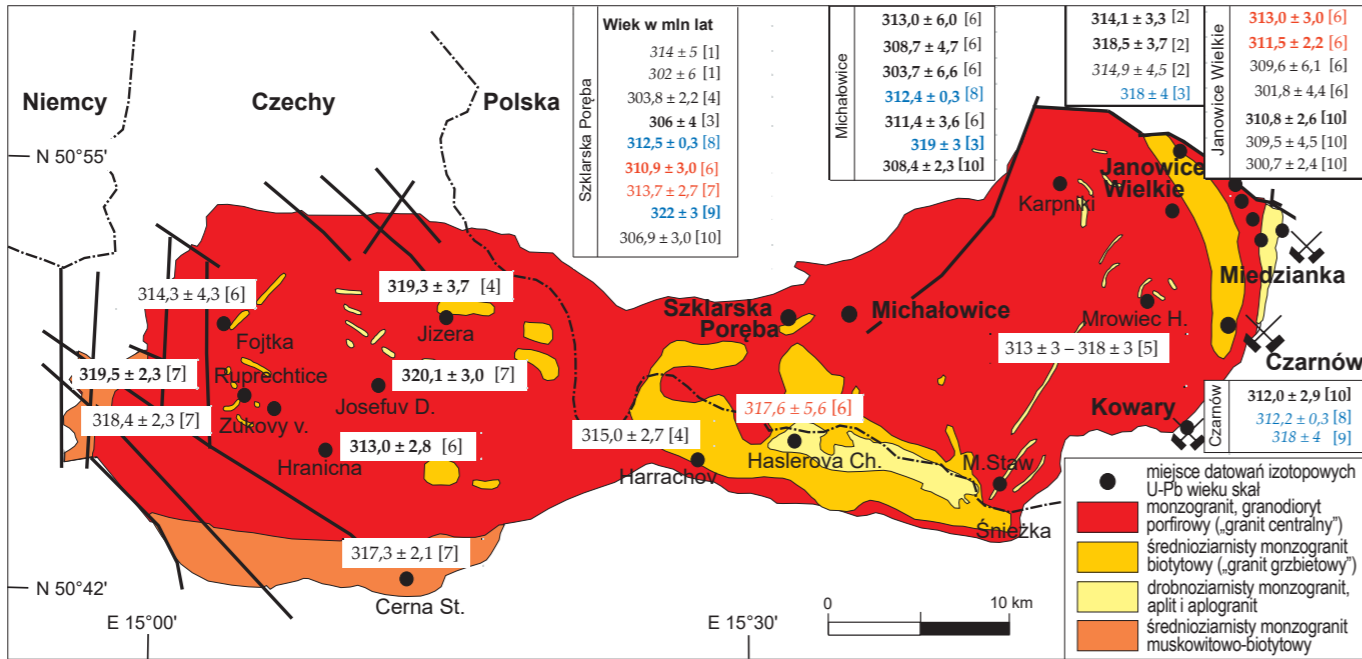 Szklarska Poręba
Wiek w mln lat
314 ± 5 [1]
302 ± 6 [1]
303,8 ± 2,2 [4]
306 ± 4 [3]
312,5 ± 0,3 [8]
310,9 ± 3,0 [6]
313,7 ± 2,7 [7]
322 ± 3 [9]
306,9 ± 3,0 [10]
Michałowice
313,0 ± 6,0 [6]
308,7 ± 4,7 [6]
303,7 ± 6,6 [6]
312,4 ± 0,3 [8]
311,4 ± 3,6 [6]
319 ± 3 [3]
308,4 ± 2,3 [10]
314,1 ± 3,3 [2]
318,5 ± 3,7 [2]
314,9 ± 4,5 [2]
318 ± 4 [3]
Janowice Wielkie
313,0 ± 3,0 [6]
311,5 ± 2,2 [6]
309,6 ± 6,1 [6]
301,8 ± 4,4 [6]
310,8 ± 2,6 [10]
309,5 ± 4,5 [10]
300,7 ± 2,4 [10]
Niemcy
Czechy
Polska
N 50°55'
Janowice
Wielkie
Karpniki
Miedzianka
314,3 ± 4,3 [6]
319,3 ± 3,7 [4]
Fojtka
Jizera
Szklarska
Poręba
Michałowice
Mrowiec H.
313 ± 3 – 318 ± 3 [5]
Czarnów
319,5 ± 2,3 [7]
Ruprechtice
320,1 ± 3,0 [7]
Josefuv D.
318,4 ± 2,3 [7]
Zukovy v.
317,6 ± 5,6 [6]
Kowary
Czarnów
312,0 ± 2,9 [10]
312,2 ± 0,3 [8]
318 ± 4 [9]
313,0 ± 2,8 [6]
Hranicna
315,0 ± 2,7 [4]
Harrachov
Haslerova Ch.
M.Staw
Śnieżka
317,3 ± 2,1 [7]
Cerna St.
N 50°42'
E 15°00'
E 15°30'
0
10 km
miejsce datowań izotopowych
U-Pb wieku skał
monzogranit, granodioryt
porfirowy („granit centralny”)
średnioziarnisty monzogranit
biotytowy („granit grzbietowy”)
drobnoziarnisty monzogranit,
aplit i aplogranit
średnioziarnisty monzogranit
muskowitowo-biotytowy